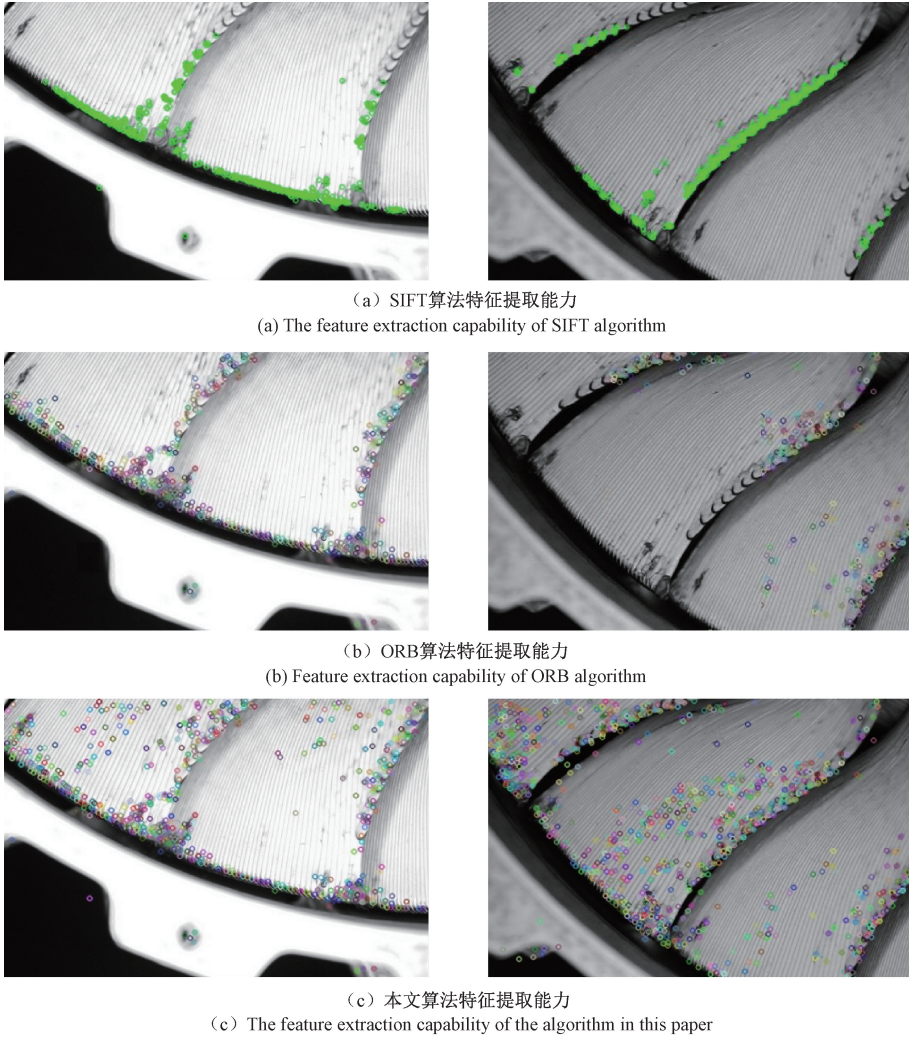 （a）SIFT算法特征提取能力
(a) The feature extraction capability of SIFT algorithm
（b）ORB算法特征提取能力
(b) Feature extraction capability of ORB algorithm
（c）本文算法特征提取能力
（c）The feature extraction capability of the algorithm in this paper